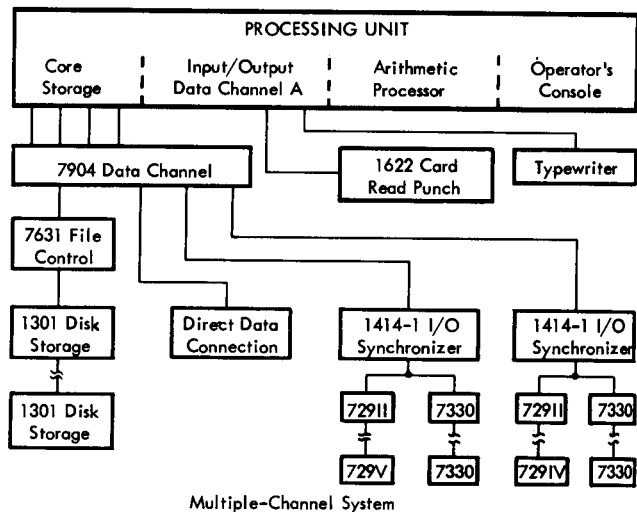 PROCESSING UNIT
Core
Storage
Input/Output
Data Channel A
Arithmetic
Processor
Operator's
Console
7904 Data Channel
1622 Card
Read Punch
Typewriter
7631 File
Control
1301 Disk
Storage
Direct Data
Connection
1414-1 I/O
Synchronizer
1414-1 I/O
Synchronizer
1301 Disk
Storage
729II
7330
729II
7330
729V
7330
729IV
7330
Multiple-Channel System